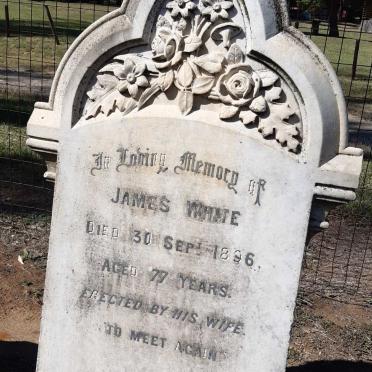 In Loving Memory of
JAMES WHITE
DIED 30 SEPT 1896.
AGED 77 YEARS.
ERECTED BY HIS WIFE.
TO MEET AGAIN